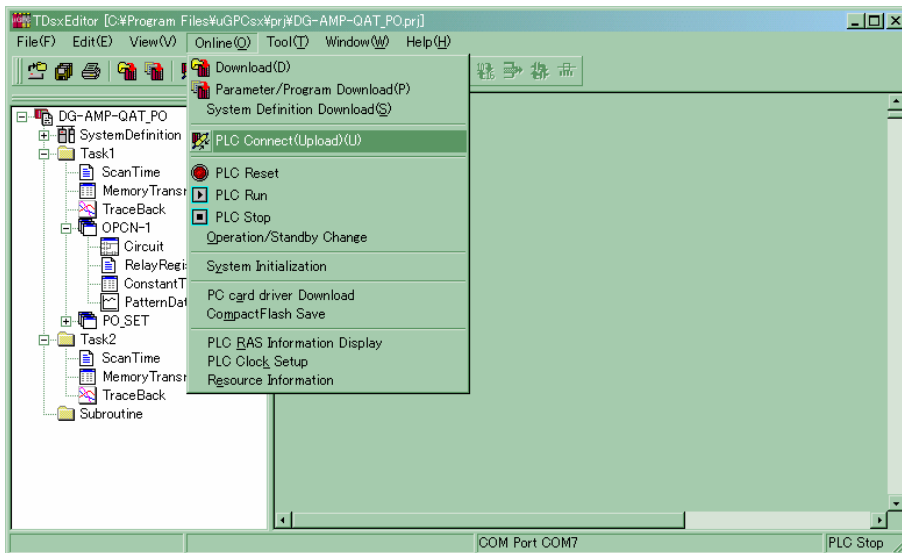 TDsxEditor [C:¥Program Files¥uGPCsx¥prj¥DG-AMP-QAT_PO.prj]
File(F) Edit(E) View(V) Online(O) Tool(T) Window(W) Help(H)
Download(D)
Parameter/Program Download(P)
System Definition Download(S)
PLC Connect(Upload)(U)
PLC Reset
PLC Run
PLC Stop
Operation/Standby Change
System Initialization
PC card driver Download
CompactFlash Save
PLC RAS Information Display
PLC Clock Setup
Resource Information
DG-AMP-QAT_PO
SystemDefinition
Task1
ScanTime
MemoryTransr
TraceBack
OPCN-1
Circuit
RelayRegi
ConstantT
PatternDat
PO_SET
Task2
ScanTime
MemoryTransr
TraceBack
Subroutine
COM Port COM7
PLC Stop